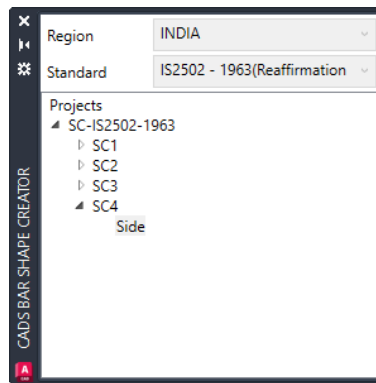 Region INDIA
Standard IS2502 - 1963(Reaffirmation
Projects
SC-IS2502-1963
SC1
SC2
SC3
SC4
Side
CADS BAR SHAPE CREATOR
A